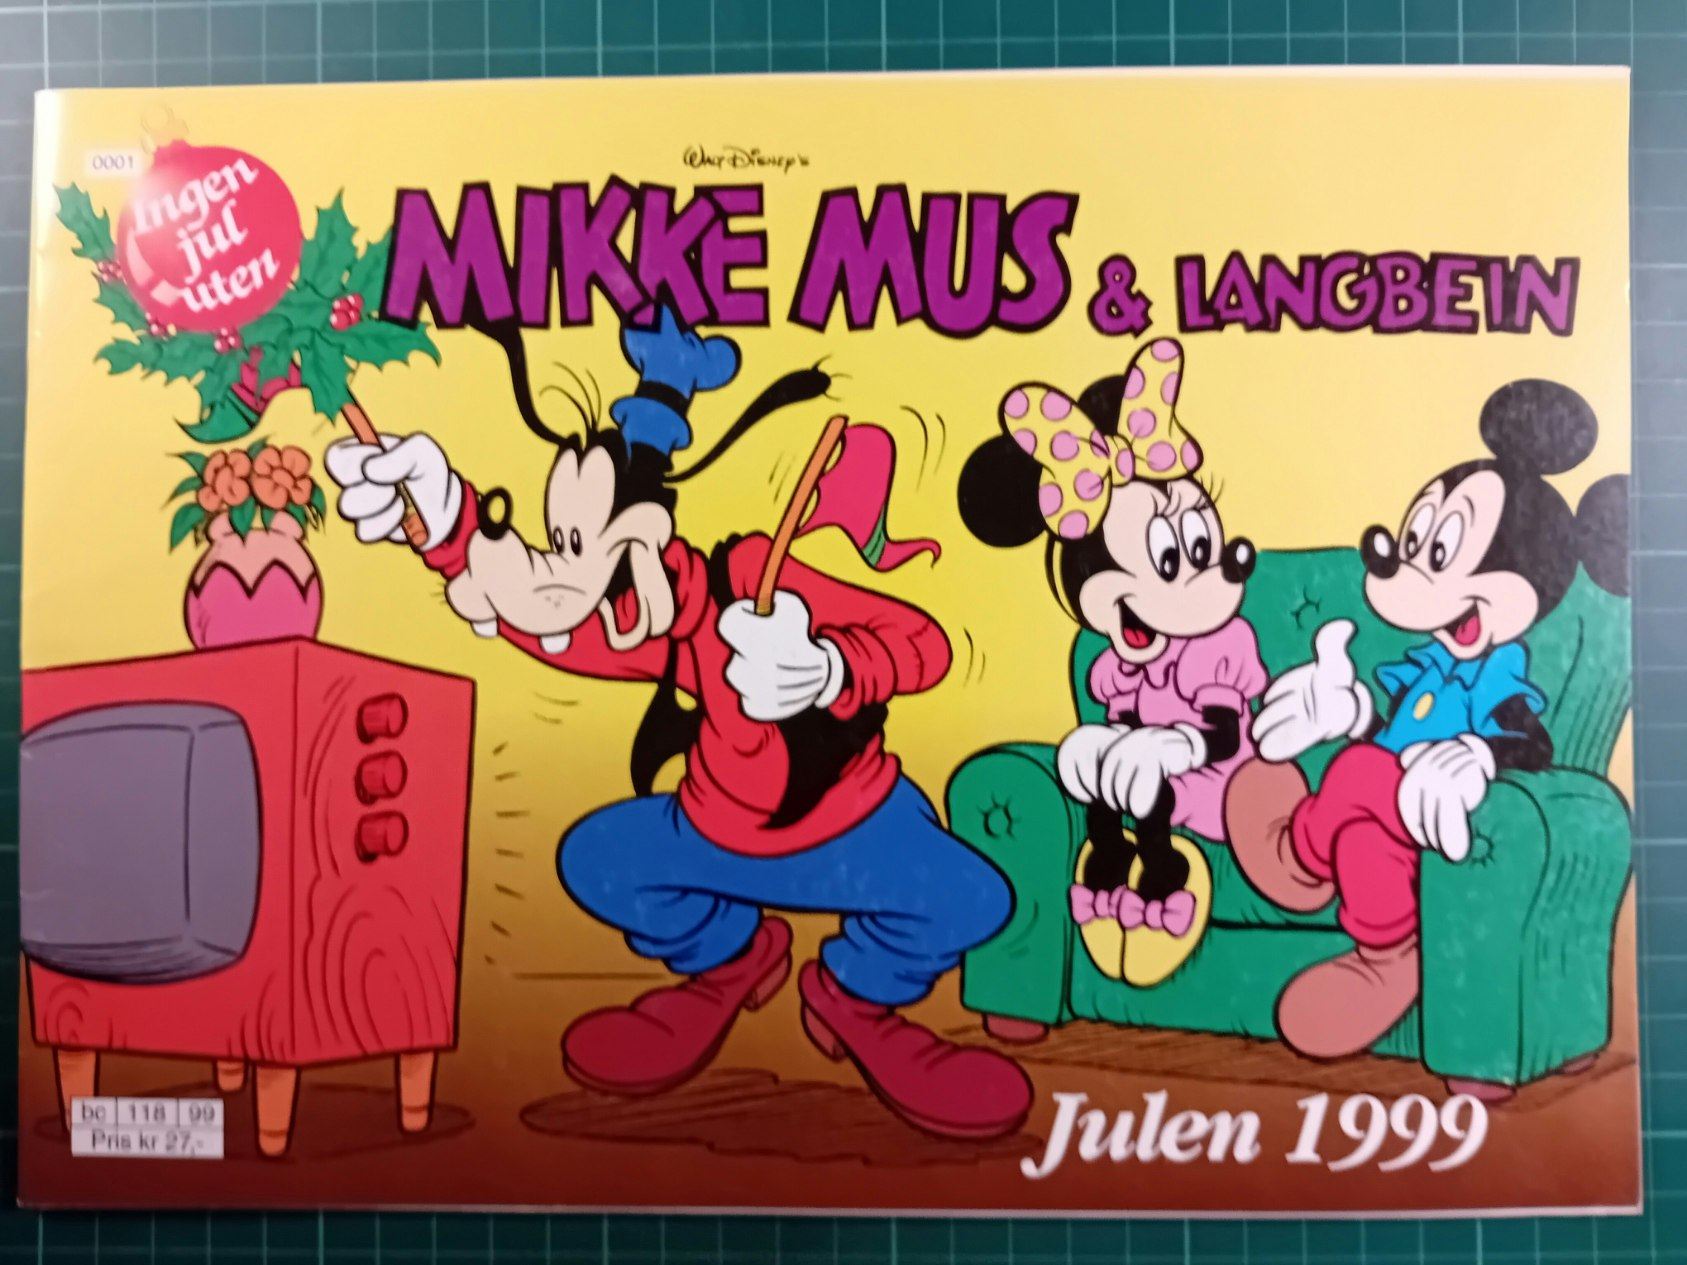 0001
Ingen
jul
uten
Walt Disney's
MIKKE MUS & LANGBEIN
bc 118 99
Pris kr 27,-
Julen 1999